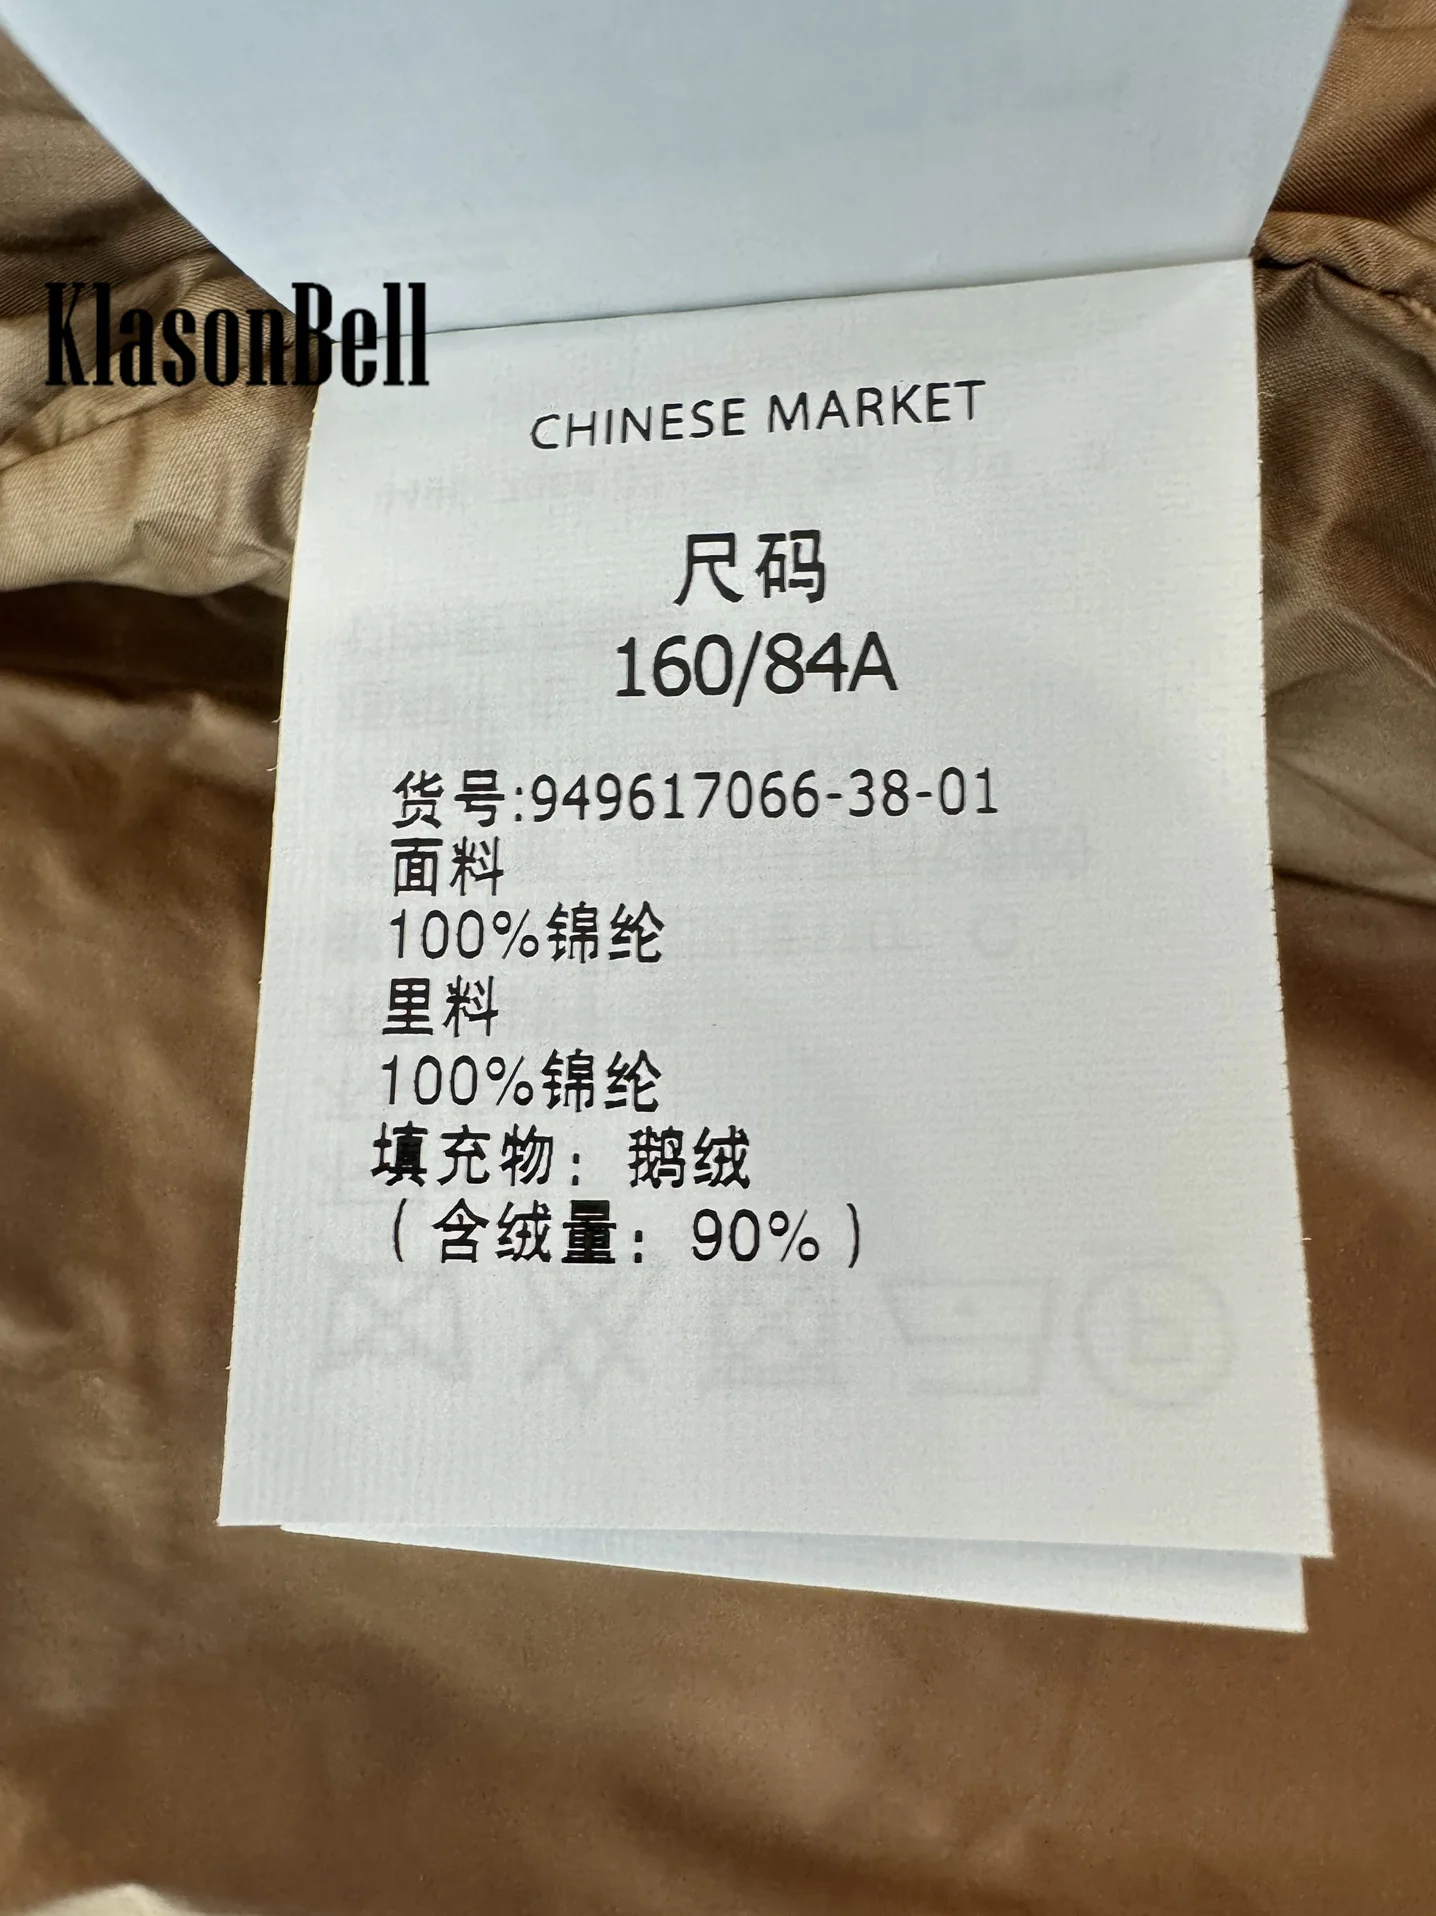 KlasonBell
CHINESE MARKET
尺码
160/84A
货号:949617066-38-01
面料
100%锦纶
里料
100%锦纶
填充物：鹅绒
（含绒量：90%）